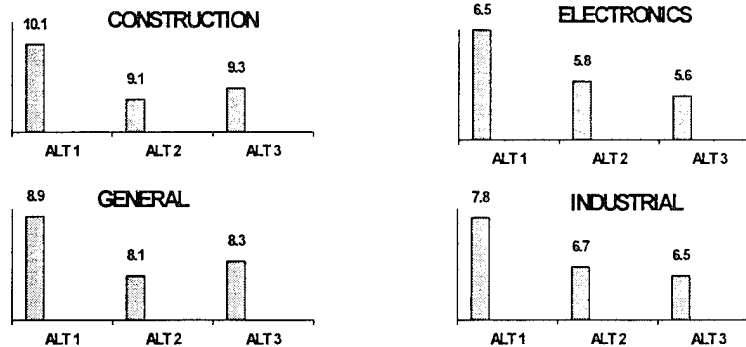 CONSTRUCTION
10.1
9.1
9.3
ALT 1
ALT 2
ALT 3
ELECTRONICS
6.5
5.8
5.6
ALT 1
ALT 2
ALT 3
GENERAL
8.9
8.1
8.3
ALT 1
ALT 2
ALT 3
INDUSTRIAL
7.8
6.7
6.5
ALT 1
ALT 2
ALT 3